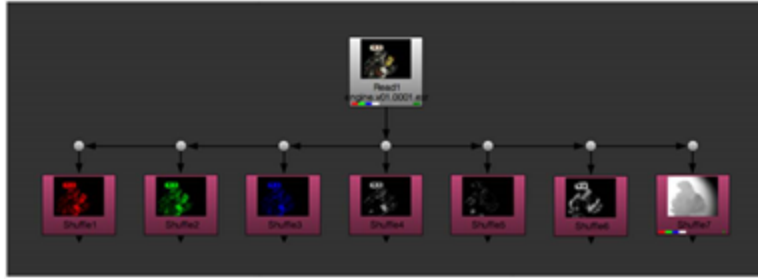 Read1
engine.v01.0001.exr
Shuffle1
Shuffle2
Shuffle3
Shuffle4
Shuffle5
Shuffle6
Shuffle7